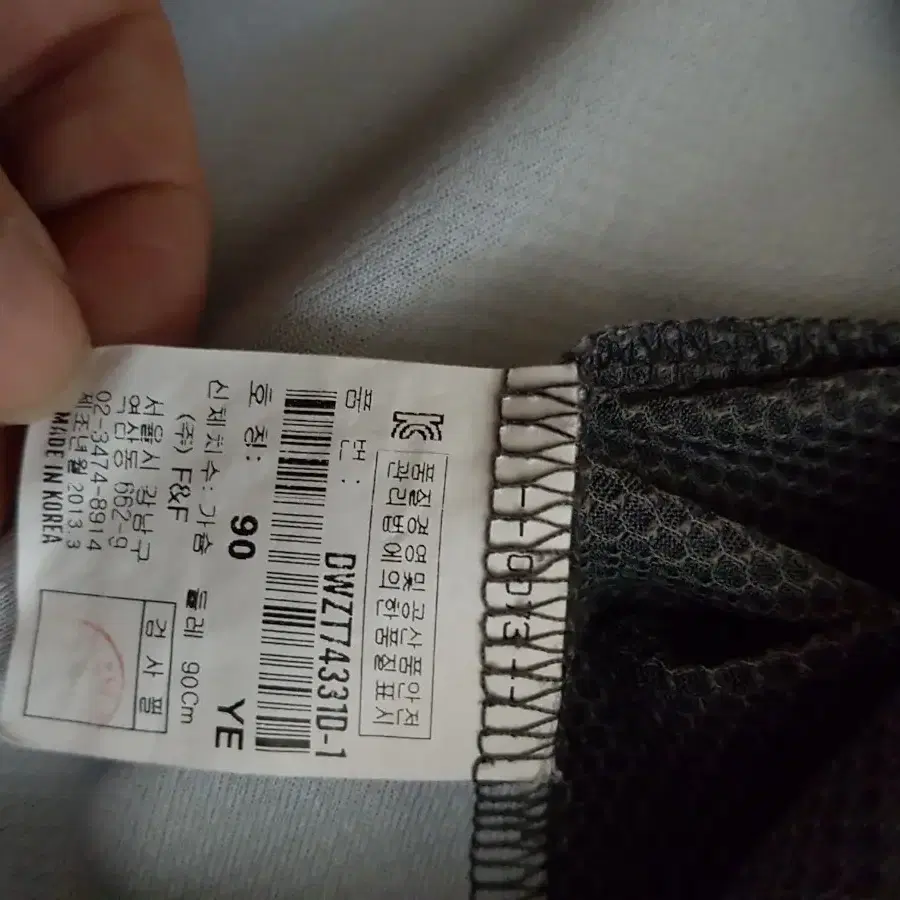 품질경영 및 공산품안전
관리법에 의한 품질표시
품 번 :
DWZT74331D-1
호 칭: 90 YE
신체치수: 가슴 둘레 90Cm
(주) F&F
서울시 강남구
역삼동 662-9
02-3474-8914
제조년월 2013.3
MADE IN KOREA
검 사 필